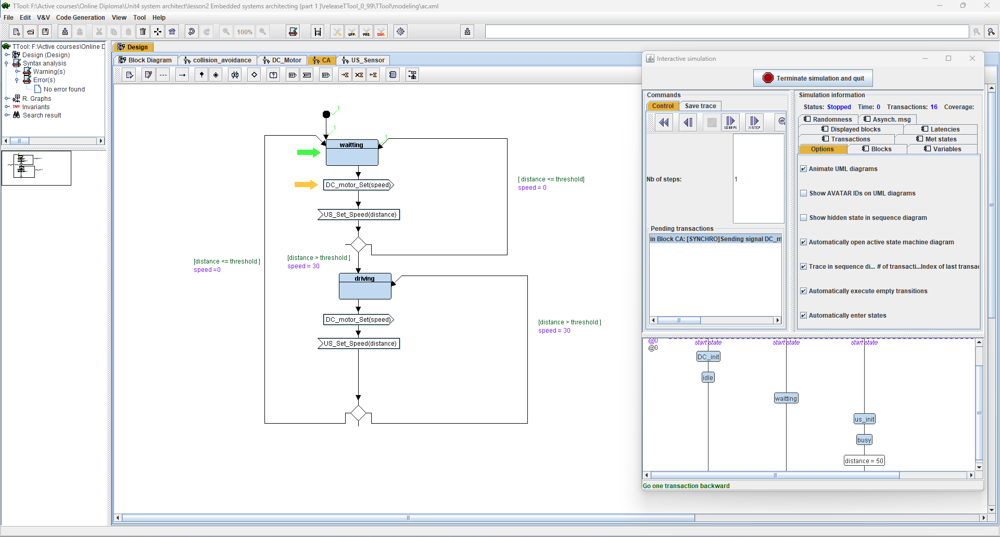 TTool: F:\Active courses\Online Diploma\Unit4 system architect\lesson2 Embedded systems architecting (part 1 )\releaseTTool_0_99\TTool\modeling\ac.xml
File Edit V&V Code Generation View Tool Help
100%
UPP.
PRO.
INV.
TTool: F:\Active courses\Online D
Design (Design)
Syntax analysis
Warning(s)
Error(s)
No error found
R. Graphs
INV Invariants
Search result
Design
Block Diagram
collision_avoidance
DC_Motor
CA
US_Sensor
1
1
1
waitting
DC_motor_Set(speed)
US_Set_Speed(distance)
[ distance <= threshold]
speed = 0
[distance <= threshold ]
speed =0
[distance > threshold ]
speed = 30
driving
DC_motor_Set(speed)
US_Set_Speed(distance)
[distance > threshold ]
speed = 30
Interactive simulation
Terminate simulation and quit
Commands
Control
Save trace
to BR Pt
X-STEP
Nb of steps:
1
Pending transactions
in Block CA: [SYNCHRO]Sending signal DC_m
Simulation information
Status: Stopped Time: 0 Transactions: 16 Coverage:
Randomness
Asynch. msg
Displayed blocks
Latencies
Transactions
Met states
Options
Blocks
Variables
Animate UML diagrams
Show AVATAR IDs on UML diagrams
Show hidden state in sequence diagram
Automatically open active state machine diagram
Trace in sequence di... # of transacti...Index of last transac
Automatically execute empty transitions
Automatically enter states
@0
@0
start state
start state
start state
DC_init
idle
waitting
us_init
busy
distance = 50
Go one transaction backward